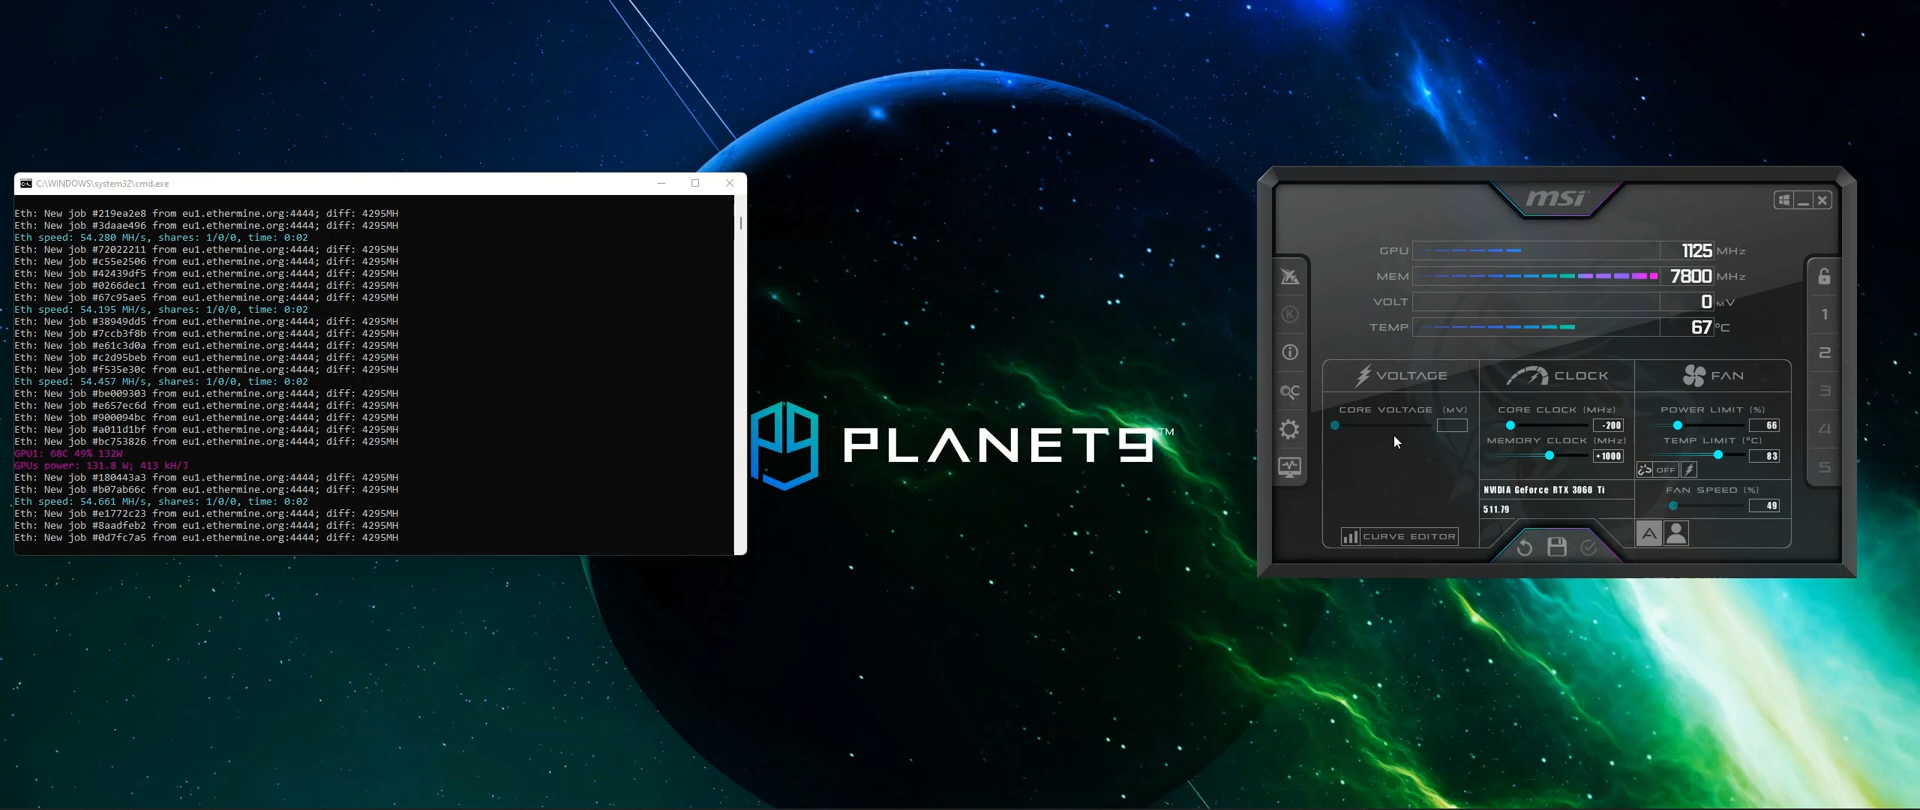 C:\WINDOWS\system32\cmd.exe
Eth: New job #219ea2e8 from eu1.ethermine.org:4444; diff: 4295MH
Eth: New job #3daae496 from eu1.ethermine.org:4444; diff: 4295MH
Eth speed: 54.280 MH/s, shares: 1/0/0, time: 0:02
Eth: New job #72022211 from eu1.ethermine.org:4444; diff: 4295MH
Eth: New job #c55e2506 from eu1.ethermine.org:4444; diff: 4295MH
Eth: New job #42439df5 from eu1.ethermine.org:4444; diff: 4295MH
Eth: New job #0266dec1 from eu1.ethermine.org:4444; diff: 4295MH
Eth: New job #67c95ae5 from eu1.ethermine.org:4444; diff: 4295MH
Eth speed: 54.195 MH/s, shares: 1/0/0, time: 0:02
Eth: New job #38949dd5 from eu1.ethermine.org:4444; diff: 4295MH
Eth: New job #7ccb3f8b from eu1.ethermine.org:4444; diff: 4295MH
Eth: New job #e61c3d0a from eu1.ethermine.org:4444; diff: 4295MH
Eth: New job #c2d95beb from eu1.ethermine.org:4444; diff: 4295MH
Eth: New job #f535e30c from eu1.ethermine.org:4444; diff: 4295MH
Eth speed: 54.457 MH/s, shares: 1/0/0, time: 0:02
Eth: New job #be009303 from eu1.ethermine.org:4444; diff: 4295MH
Eth: New job #e657ec6d from eu1.ethermine.org:4444; diff: 4295MH
Eth: New job #900094bc from eu1.ethermine.org:4444; diff: 4295MH
Eth: New job #a011d1bf from eu1.ethermine.org:4444; diff: 4295MH
Eth: New job #bc753826 from eu1.ethermine.org:4444; diff: 4295MH
GPU1: 68C 49% 132W
GPUs power: 131.8 W; 413 kH/J
Eth: New job #180443a3 from eu1.ethermine.org:4444; diff: 4295MH
Eth: New job #b07ab66c from eu1.ethermine.org:4444; diff: 4295MH
Eth speed: 54.661 MH/s, shares: 1/0/0, time: 0:02
Eth: New job #e1772c23 from eu1.ethermine.org:4444; diff: 4295MH
Eth: New job #8aadfeb2 from eu1.ethermine.org:4444; diff: 4295MH
Eth: New job #0d7fc7a5 from eu1.ethermine.org:4444; diff: 4295MH
P9 PLANET9™
msi
GPU 1125 MHz
MEM 7800 MHz
VOLT 0 MV
TEMP 67 °C
K
OC
1
2
3
4
5
VOLTAGE
CORE VOLTAGE (MV)
CURVE EDITOR
CLOCK
CORE CLOCK (MHz)
-200
MEMORY CLOCK (MHz)
+1000
NVIDIA GeForce RTX 3060 Ti
511.79
FAN
POWER LIMIT (%)
66
TEMP LIMIT (°C)
83
OFF
FAN SPEED (%)
49
A